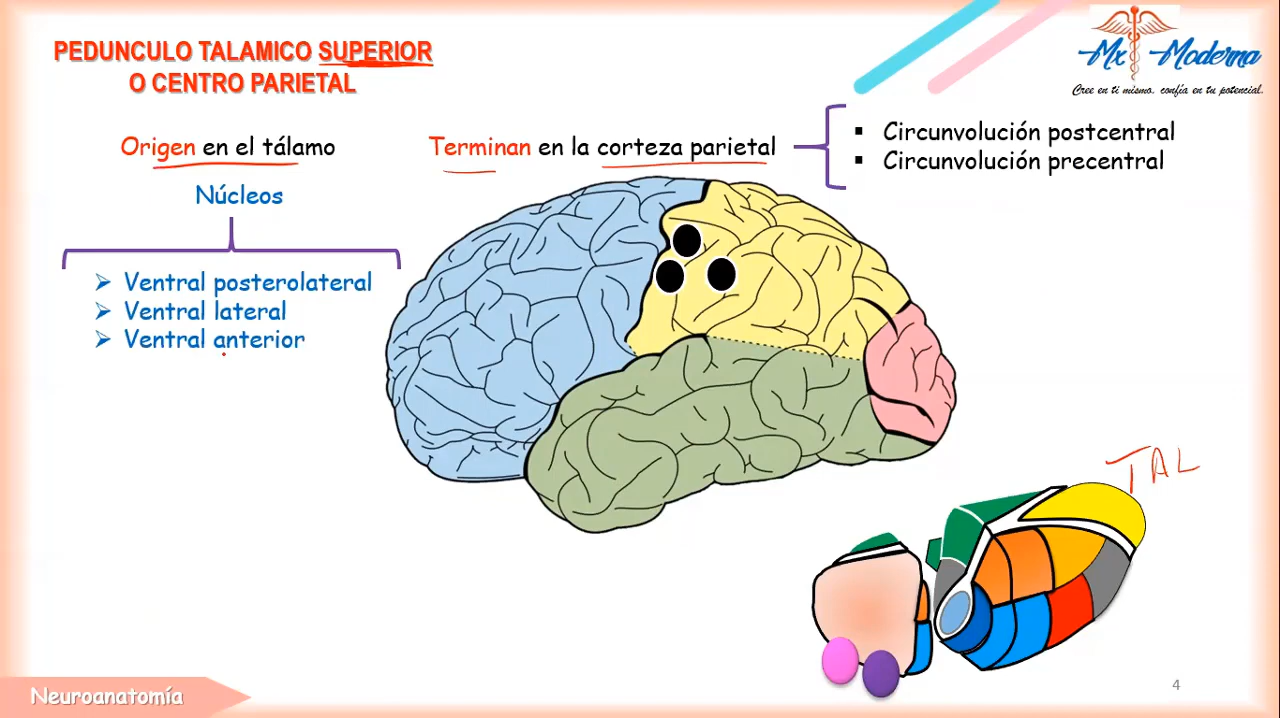 PEDUNCULO TALAMICO SUPERIOR
O CENTRO PARIETAL
Mx Moderna
Cree en ti mismo. confía en tu potencial.
Origen en el tálamo
Núcleos
Ventral posterolateral
Ventral lateral
Ventral anterior
Terminan en la corteza parietal
Circunvolución postcentral
Circunvolución precentral
TAL
Neuroanatomía
4